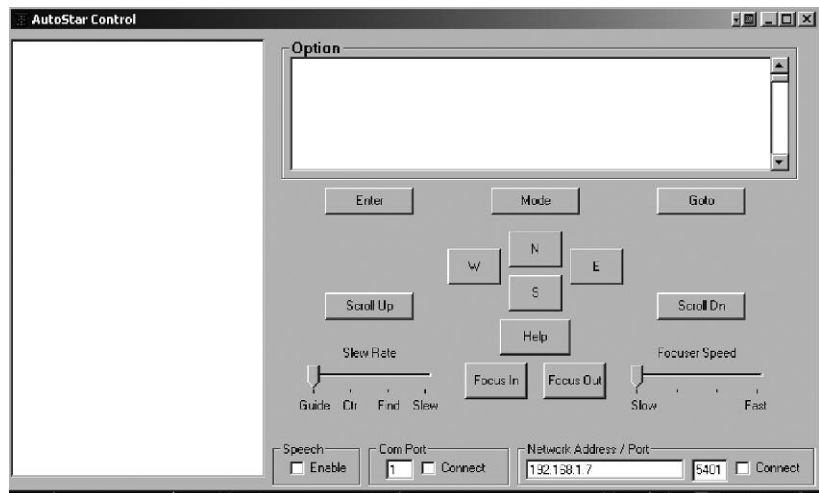 AutoStar Control
Option
Enter Mode Goto
N
W E
S
Scroll Up Scroll Dn
Help
Slew Rate Focuser Speed
Focus In Focus Out
Guide Ctr Find Slew Slow Fast
Speech Com Port Network Address / Port
Enable 1 Connect 192.168.1.7 5401 Connect